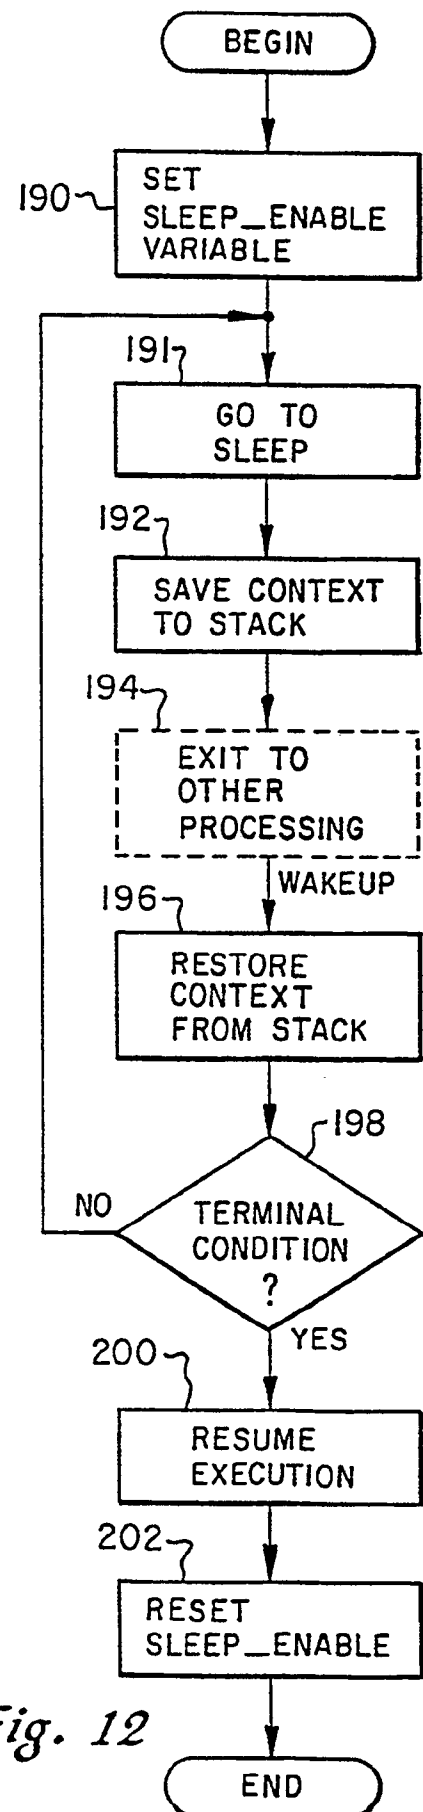 BEGIN
190
SET
SLEEP_ENABLE
VARIABLE
191
GO TO
SLEEP
192
SAVE CONTEXT
TO STACK
194
EXIT TO
OTHER
PROCESSING
WAKEUP
196
RESTORE
CONTEXT
FROM STACK
198
NO
TERMINAL
CONDITION
?
YES
200
RESUME
EXECUTION
202
RESET
SLEEP_ENABLE
Fig. 12
END